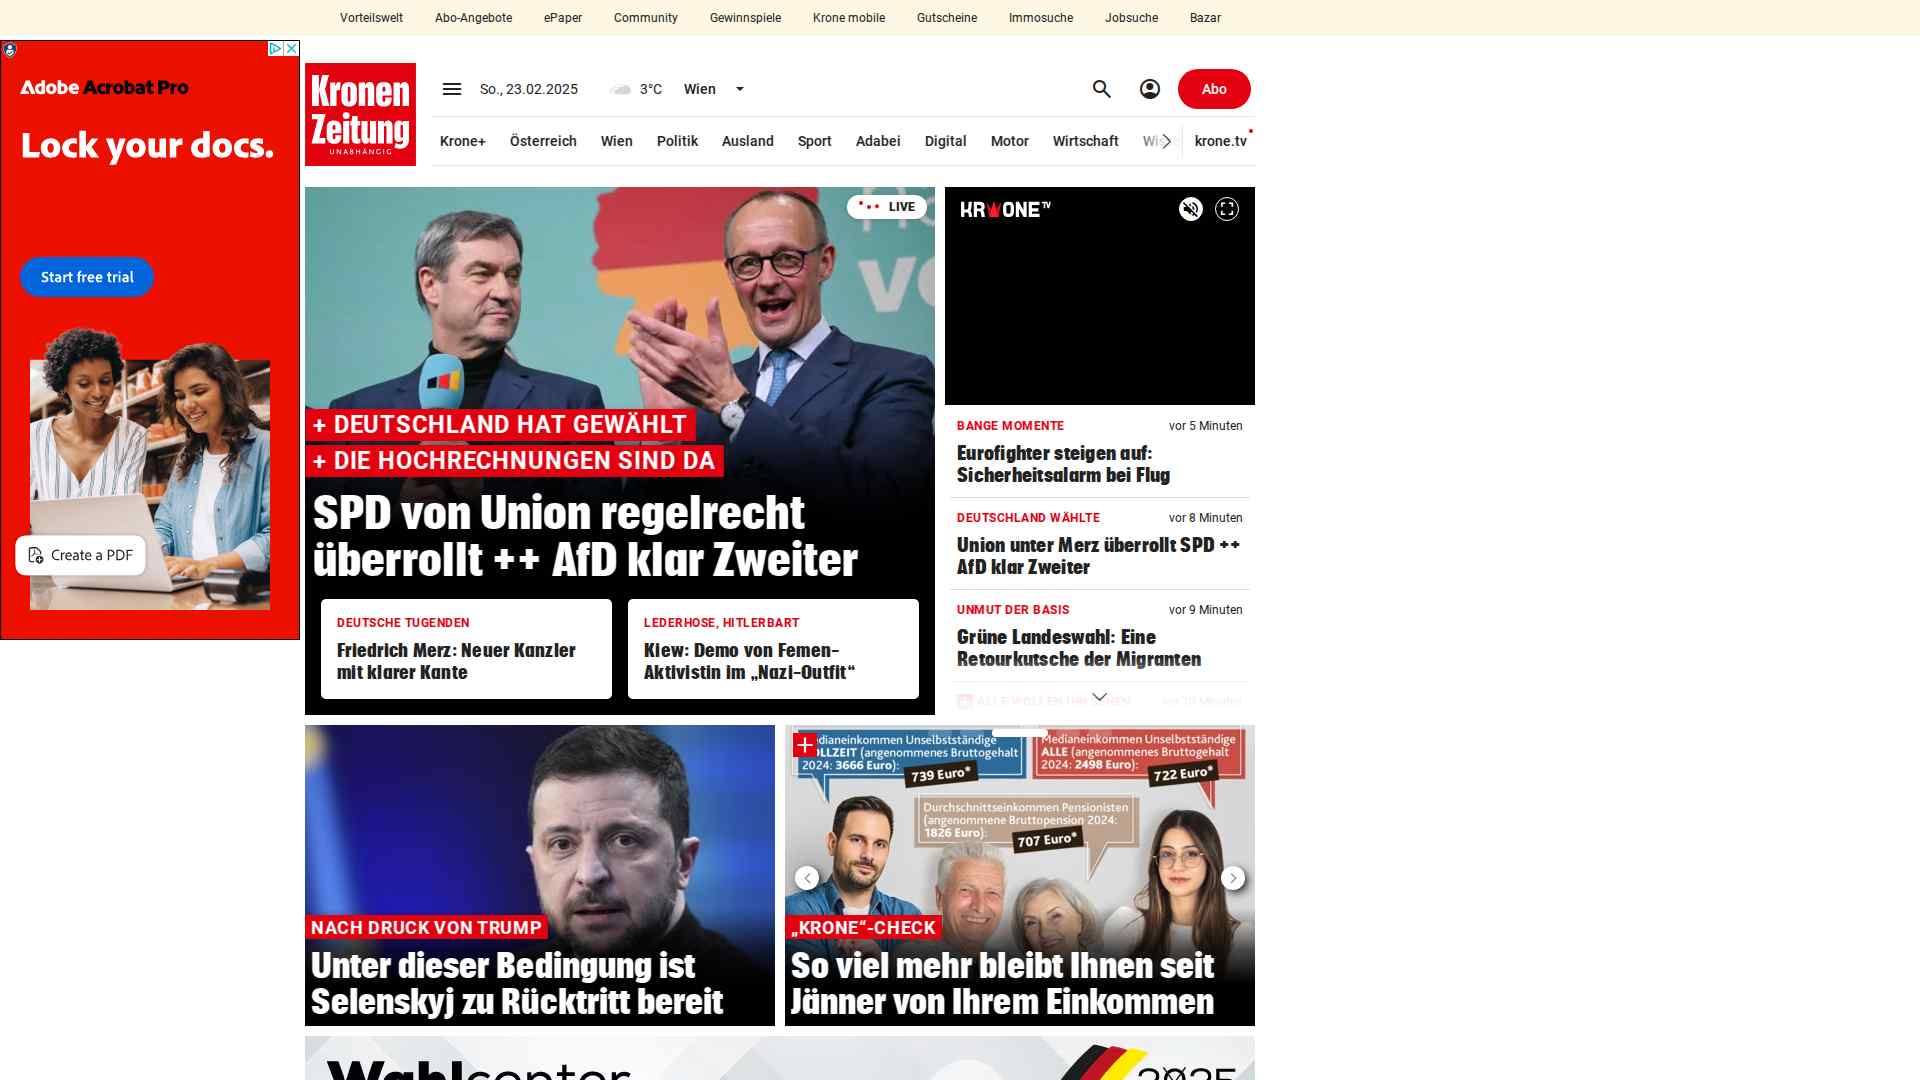 Vorteilswelt Abo-Angebote ePaper Community Gewinnspiele Krone mobile Gutscheine Immosuche Jobsuche Bazar
Adobe Acrobat Pro
Lock your docs.
Start free trial
Create a PDF
Kronen
Zeitung
UNABHÄNGIG
So., 23.02.2025 3°C Wien
Abo
Krone+ Österreich Wien Politik Ausland Sport Adabei Digital Motor Wirtschaft krone.tv
LIVE
+ DEUTSCHLAND HAT GEWÄHLT
+ DIE HOCHRECHNUNGEN SIND DA
SPD von Union regelrecht
überrollt ++ AfD klar Zweiter
DEUTSCHE TUGENDEN
Friedrich Merz: Neuer Kanzler
mit klarer Kante
LEDERHOSE, HITLERBART
Kiew: Demo von Femen-
Aktivistin im „Nazi-Outfit“
KRONE TV
BANGE MOMENTE vor 5 Minuten
Eurofighter steigen auf:
Sicherheitsalarm bei Flug
DEUTSCHLAND WÄHLTE vor 8 Minuten
Union unter Merz überrollt SPD ++
AfD klar Zweiter
UNMUT DER BASIS vor 9 Minuten
Grüne Landeswahl: Eine
Retourkutsche der Migranten
NACH DRUCK VON TRUMP
Unter dieser Bedingung ist
Selenskyj zu Rücktritt bereit
Medianeinkommen Unselbstständige
VOLLZEIT (angenommenes Bruttogehalt
2024: 3666 Euro):
739 Euro*
Medianeinkommen Unselbstständige
ALLE (angenommenes Bruttogehalt
2024: 2498 Euro):
722 Euro*
Durchschnittseinkommen Pensionisten
(angenommene Bruttopension 2024:
1826 Euro):
707 Euro*
„KRONE“-CHECK
So viel mehr bleibt Ihnen seit
Jänner von Ihrem Einkommen
Wahlcenter
2025